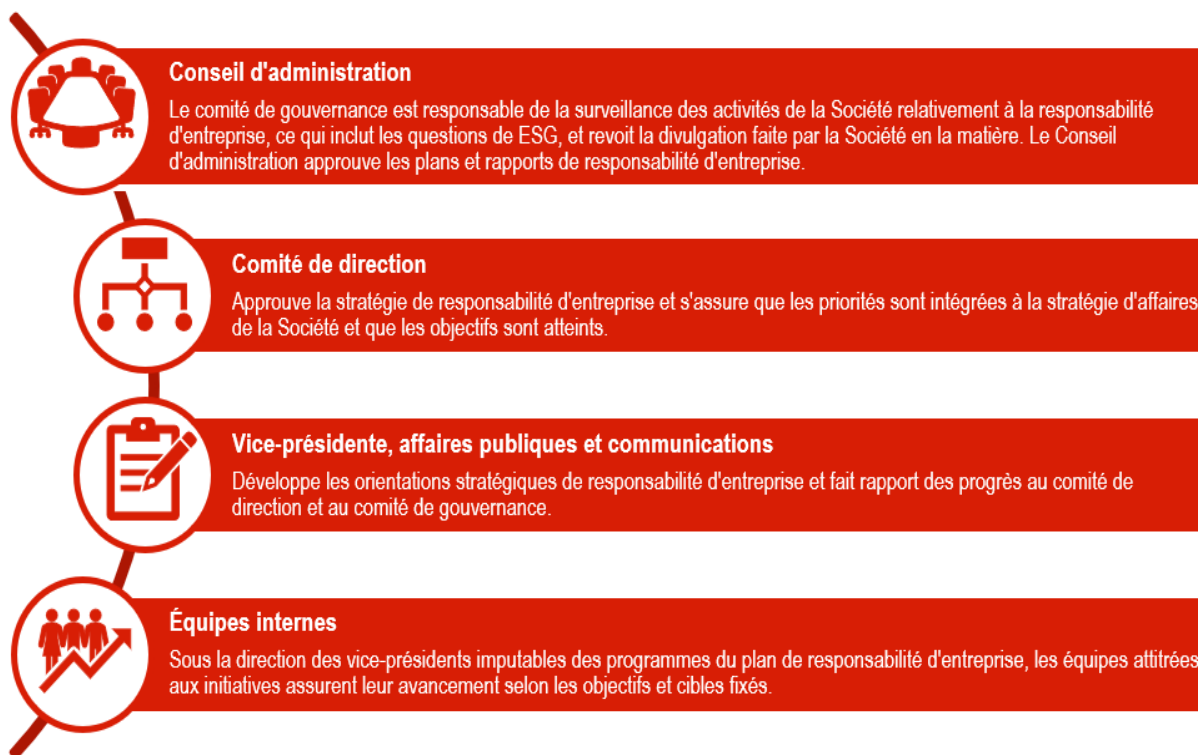 Conseil d'administration
Le comité de gouvernance est responsable de la surveillance des activités de la Société relativement à la responsabilité
d'entreprise, ce qui inclut les questions de ESG, et revoit la divulgation faite par la Société en la matière. Le Conseil
d'administration approuve les plans et rapports de responsabilité d'entreprise.
Comité de direction
Approuve la stratégie de responsabilité d'entreprise et s'assure que les priorités sont intégrées à la stratégie d'affaires
de la Société et que les objectifs sont atteints.
Vice-présidente, affaires publiques et communications
Développe les orientations stratégiques de responsabilité d'entreprise et fait rapport des progrès au comité de
direction et au comité de gouvernance.
Équipes internes
Sous la direction des vice-présidents imputables des programmes du plan de responsabilité d'entreprise, les équipes attitrées
aux initiatives assurent leur avancement selon les objectifs et cibles fixés.